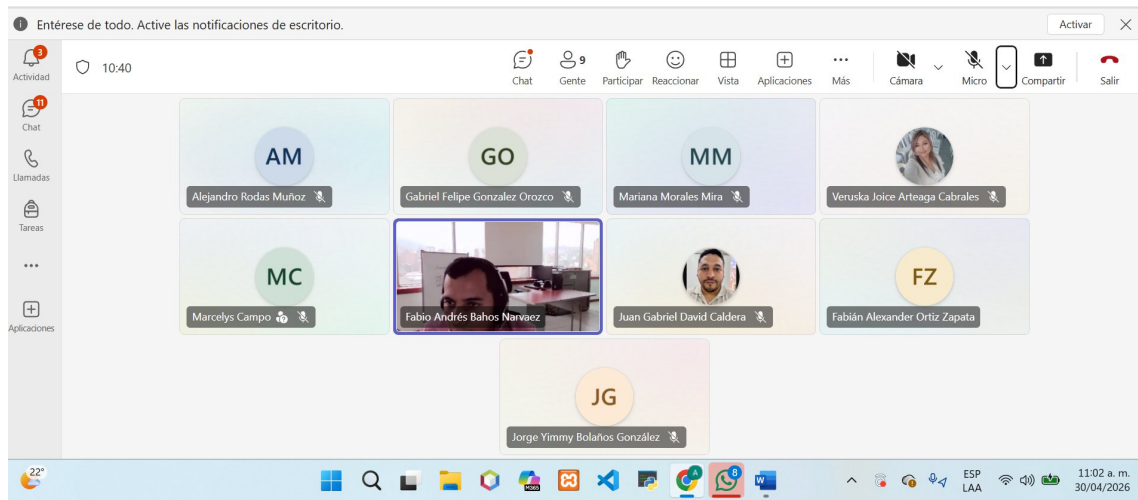 Entérese de todo. Active las notificaciones de escritorio.
Activar
3
Actividad
10:40
Chat
9
Gente
Participar
Reaccionar
Vista
Aplicaciones
Más
Cámara
Micro
Compartir
Salir
11
Chat
Llamadas
Tareas
Aplicaciones
AM
Alejandro Rodas Muñoz
GO
Gabriel Felipe Gonzalez Orozco
MM
Mariana Morales Mira
Veruska Joice Arteaga Cabrales
MC
Marcelys Campo
Fabio Andrés Bahos Narvaez
Juan Gabriel David Caldera
FZ
Fabián Alexander Ortiz Zapata
JG
Jorge Yimmy Bolaños González
22°
M365
A
8
ESP
LAA
11:02 a. m.
30/04/2026